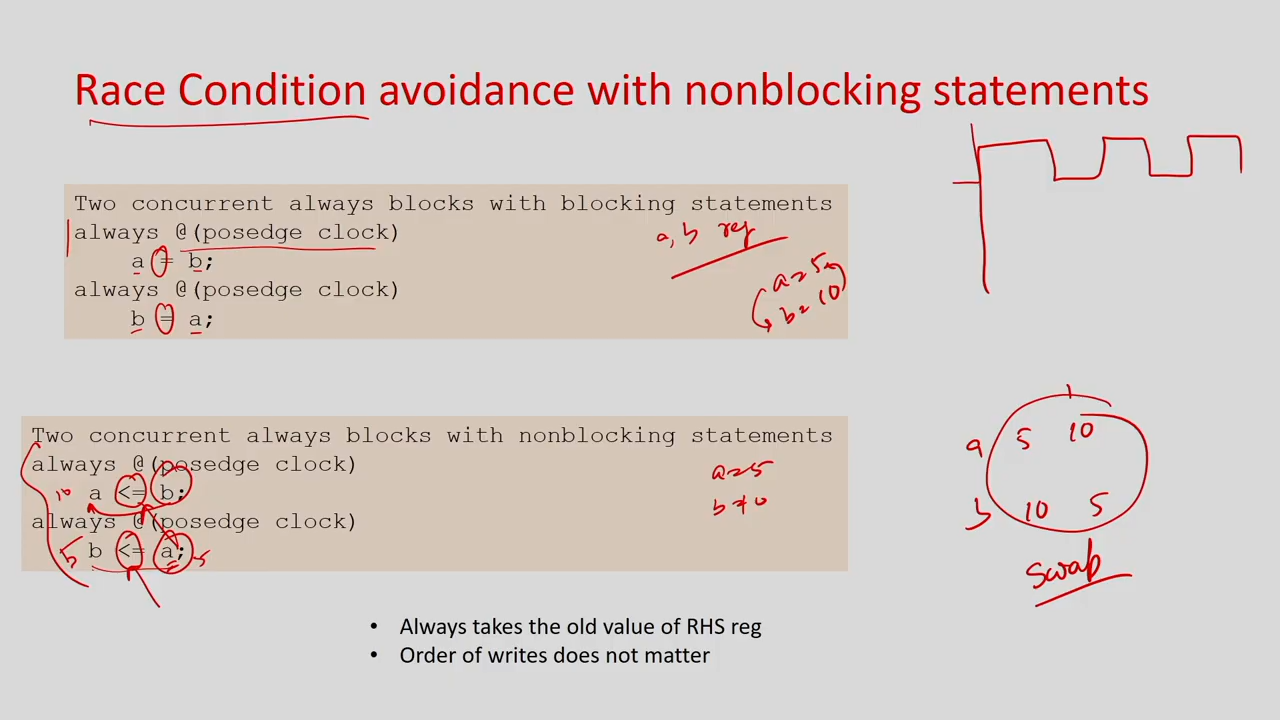 Race Condition avoidance with nonblocking statements
Two concurrent always blocks with blocking statements
always @(posedge clock)
a = b;
always @(posedge clock)
b = a;
a, b reg
a = 5
b = 10
Two concurrent always blocks with nonblocking statements
always @(posedge clock)
10 a <= b;
always @(posedge clock)
5 b <= a; 5
a = 5
b = 10
a 5 10
b 10 5
Swap
• Always takes the old value of RHS reg
• Order of writes does not matter